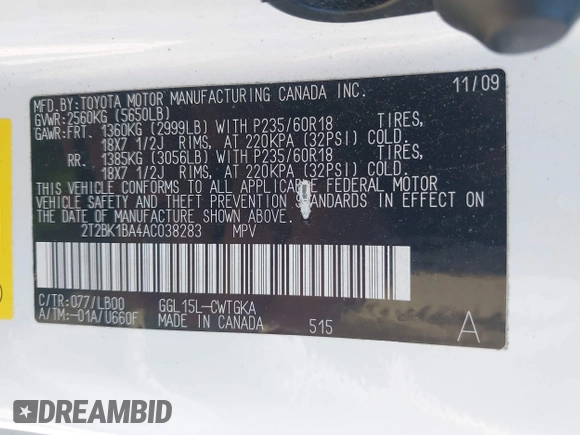 MFD.BY:TOYOTA MOTOR MANUFACTURING CANADA INC. 11/09
GVWR:2560KG (5650LB)
GAWR:FRT. 1360KG (2999LB) WITH P235/60R18 TIRES,
18X7 1/2J RIMS, AT 220KPA (32PSI) COLD.
RR. 1385KG (3056LB) WITH P235/60R18 TIRES,
18X7 1/2J RIMS, AT 220KPA (32PSI) COLD.
THIS VEHICLE CONFORMS TO ALL APPLICABLE FEDERAL MOTOR
VEHICLE SAFETY AND THEFT PREVENTION STANDARDS IN EFFECT ON
THE DATE OF MANUFACTURE SHOWN ABOVE.
2T2BK1BA4AC038283 MPV
C/TR:077/LB00 GGL15L-CWTGKA
A/TM:-01A/U660F MADE IN CANADA 515 A
DREAMBID